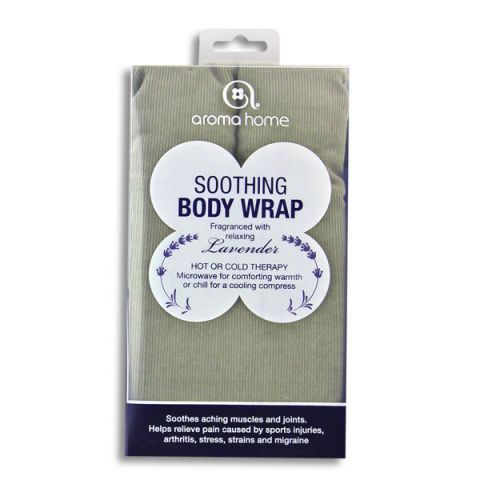 aroma home
SOOTHING
BODY WRAP
Fragranced with
relaxing
Lavender
HOT OR COLD THERAPY
Microwave for comforting warmth
or chill for a cooling compress
Soothes aching muscles and joints.
Helps relieve pain caused by sports injuries,
arthritis, stress, strains and migraine